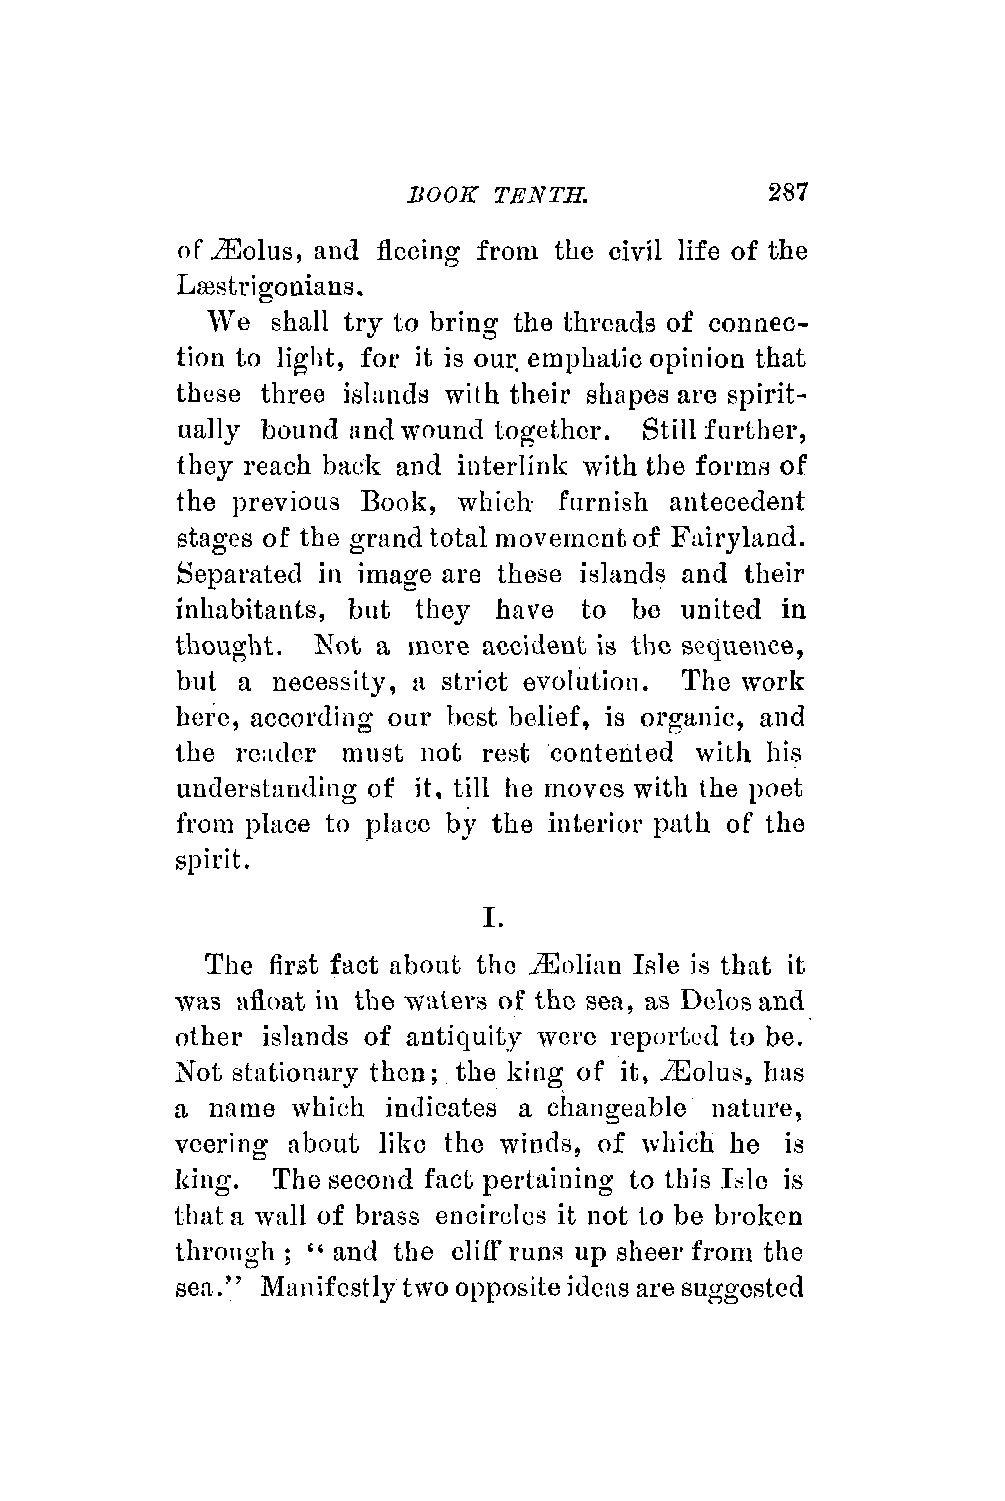 BOOK TENTH. 287
of Æolus, and fleeing from the civil life of the
Læstrigonians.
We shall try to bring the threads of connec-
tion to light, for it is our emphatic opinion that
these three islands with their shapes are spirit-
ually bound and wound together. Still further,
they reach back and interlink with the forms of
the previous Book, which furnish antecedent
stages of the grand total movement of Fairyland.
Separated in image are these islands and their
inhabitants, but they have to be united in
thought. Not a mere accident is the sequence,
but a necessity, a strict evolution. The work
here, according our best belief, is organic, and
the reader must not rest contented with his
understanding of it, till he moves with the poet
from place to place by the interior path of the
spirit.
I.
The first fact about the Æolian Isle is that it
was afloat in the waters of the sea, as Delos and
other islands of antiquity were reported to be.
Not stationary then; the king of it, Æolus, has
a name which indicates a changeable nature,
veering about like the winds, of which he is
king. The second fact pertaining to this Isle is
that a wall of brass encircles it not to be broken
through; "and the cliff runs up sheer from the
sea." Manifestly two opposite ideas are suggested